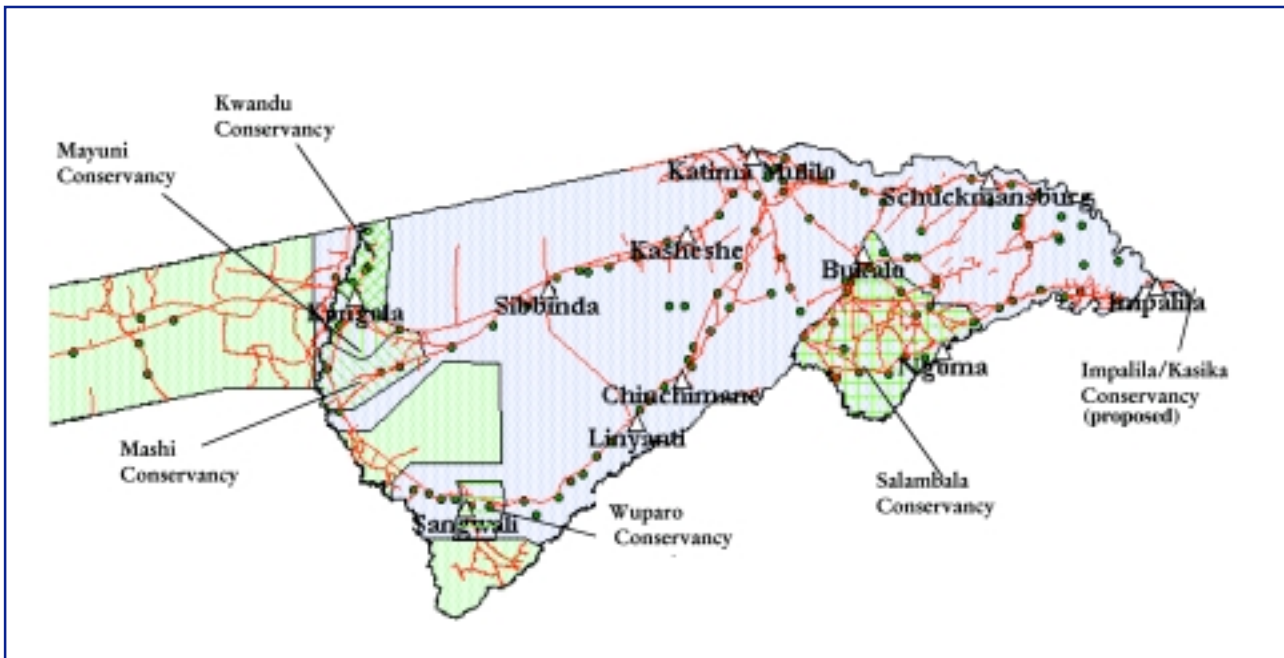 Kwandu
Conservancy
Mayuni
Conservancy
Katima Mulilo
Schuckmansburg
Kasheshe
Bukalo
Sibbinda
Kongola
Impalila
Ngoma
Impalila/Kasika
Conservancy
(proposed)
Chinchimane
Linyanti
Mashi
Conservancy
Salambala
Conservancy
Wuparo
Conservancy
Sangwali